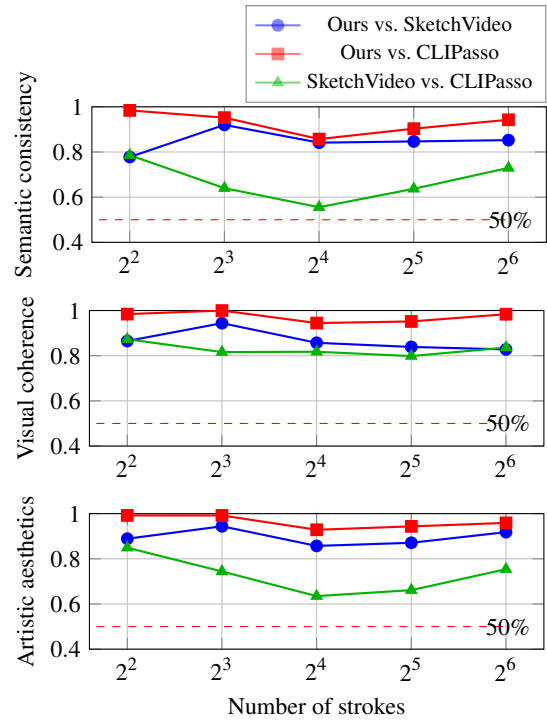 Ours vs. SketchVideo
Ours vs. CLIPasso
SketchVideo vs. CLIPasso
Semantic consistency
1
0.8
0.6
0.4
50%
2^2 2^3 2^4 2^5 2^6
Visual coherence
1
0.8
0.6
0.4
50%
2^2 2^3 2^4 2^5 2^6
Artistic aesthetics
1
0.8
0.6
0.4
50%
2^2 2^3 2^4 2^5 2^6
Number of strokes